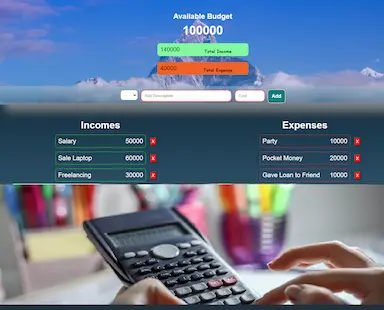 Available Budget
100000
140000 Total Income
40000 Total Expense
Add Description Cost Add
Incomes Expenses
Salary 50000 X Party 10000 X
Sale Laptop 60000 X Pocket Money 20000 X
Freelancing 30000 X Gave Loan to Friend 10000 X